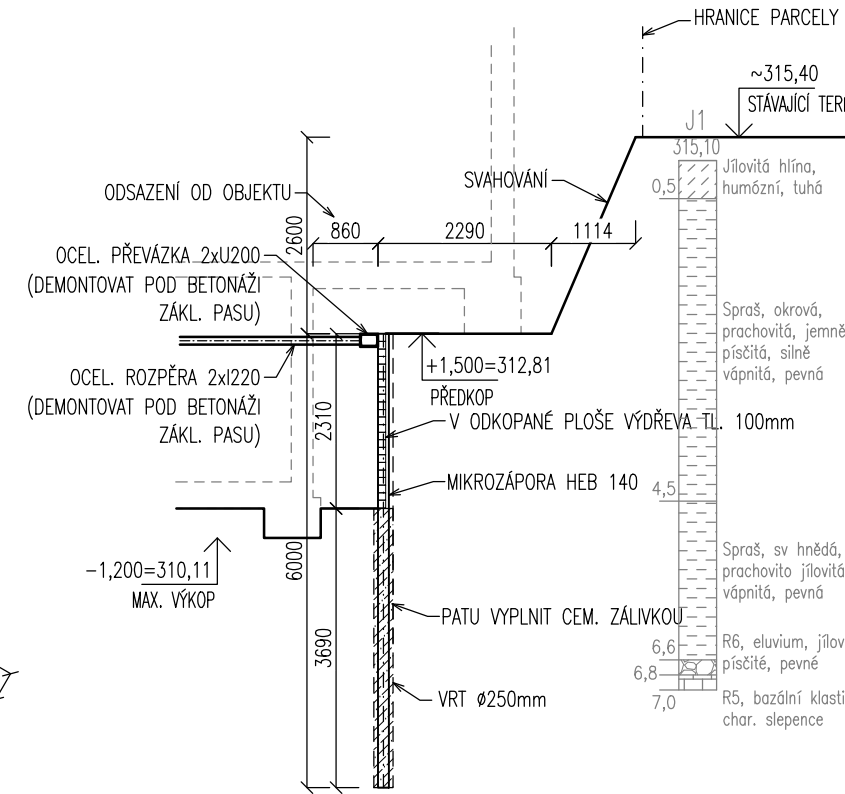 HRANICE PARCELY
~315,40
STÁVAJÍCÍ TERÉ
J1
315,10
Jílovitá hlína,
humózní, tuhá
0,5
SVAHOVÁNÍ
ODSAZENÍ OD OBJEKTU
2600
860
2290
1114
OCEL. PŘEVÁZKA 2xU200
(DEMONTOVAT POD BETONÁŽI
ZÁKL. PASU)
Spraš, okrová,
prachovitá, jemně
písčitá, silně
vápnitá, pevná
+1,500=312,81
PŘEDKOP
OCEL. ROZPĚRA 2xI220
(DEMONTOVAT POD BETONÁŽI
ZÁKL. PASU)
2310
V ODKOPANÉ PLOŠE VÝDŘEVA TL. 100mm
MIKROZÁPORA HEB 140
4,5
6000
Spraš, sv hnědá,
prachovito jílovitá
vápnitá, pevná
-1,200=310,11
MAX. VÝKOP
PATU VYPLNIT CEM. ZÁLIVKOU
3690
6,6
R6, eluvium, jílov
písčité, pevné
6,8
VRT ø250mm
7,0
R5, bazální klasti
char. slepence